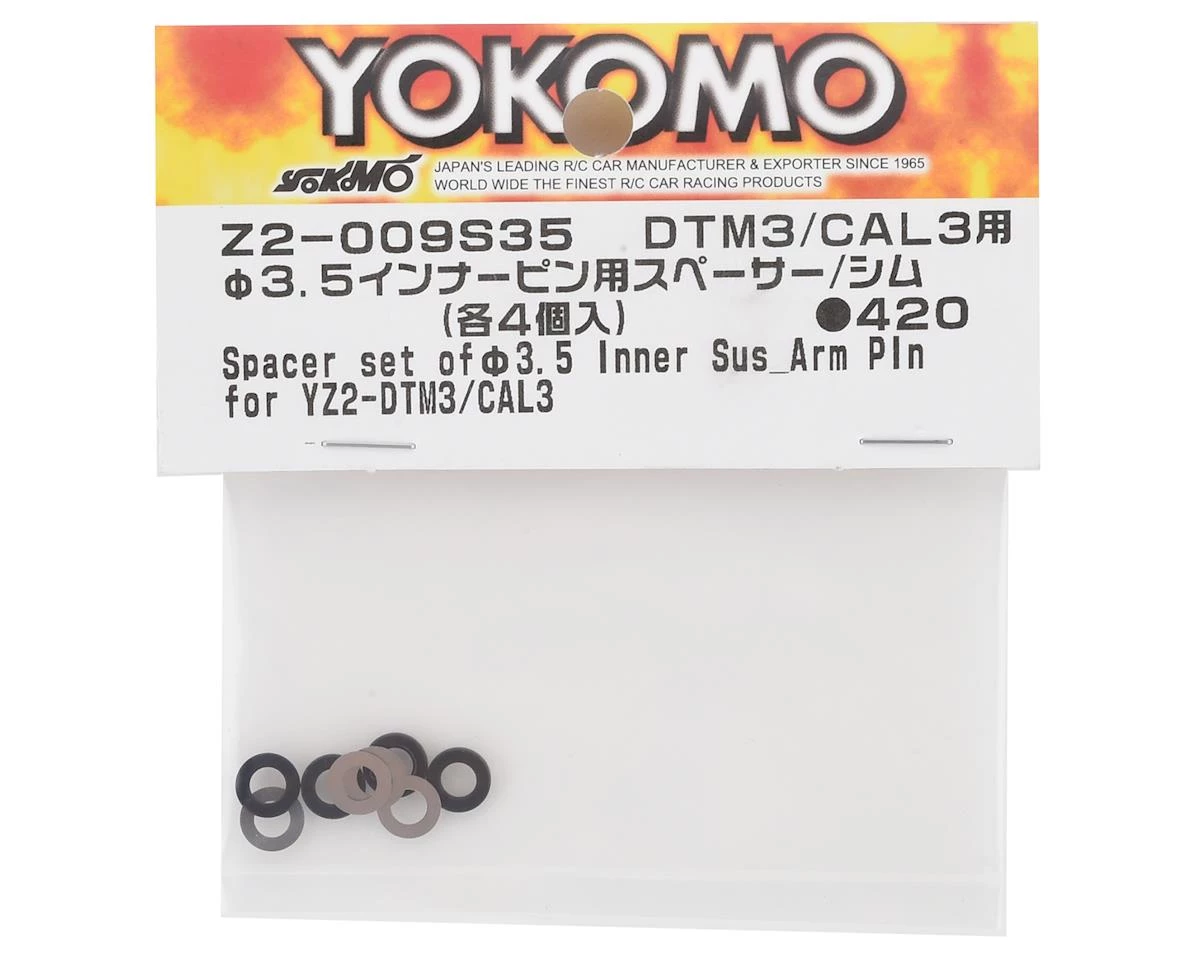 YOKOMO
YOKOMO JAPAN'S LEADING R/C CAR MANUFACTURER & EXPORTER SINCE 1965
WORLD WIDE THE FINEST R/C CAR RACING PRODUCTS
Z2-009S35 DTM3/CAL3用
Φ3.5インナーピン用スペーサー/シム
(各4個入) ●420
Spacer set ofΦ3.5 Inner Sus_Arm PIn
for YZ2-DTM3/CAL3